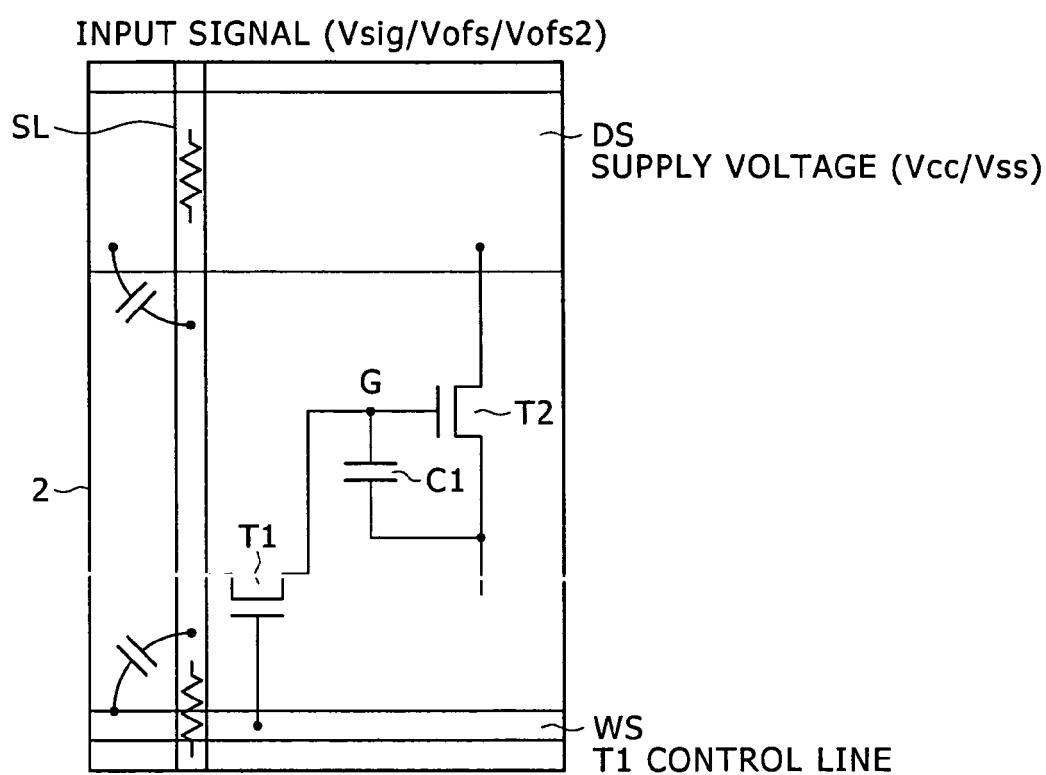 INPUT SIGNAL (Vsig/Vofs/Vofs2)
SL
DS
SUPPLY VOLTAGE (Vcc/Vss)
G
T2
C1
2
T1
WS
T1 CONTROL LINE